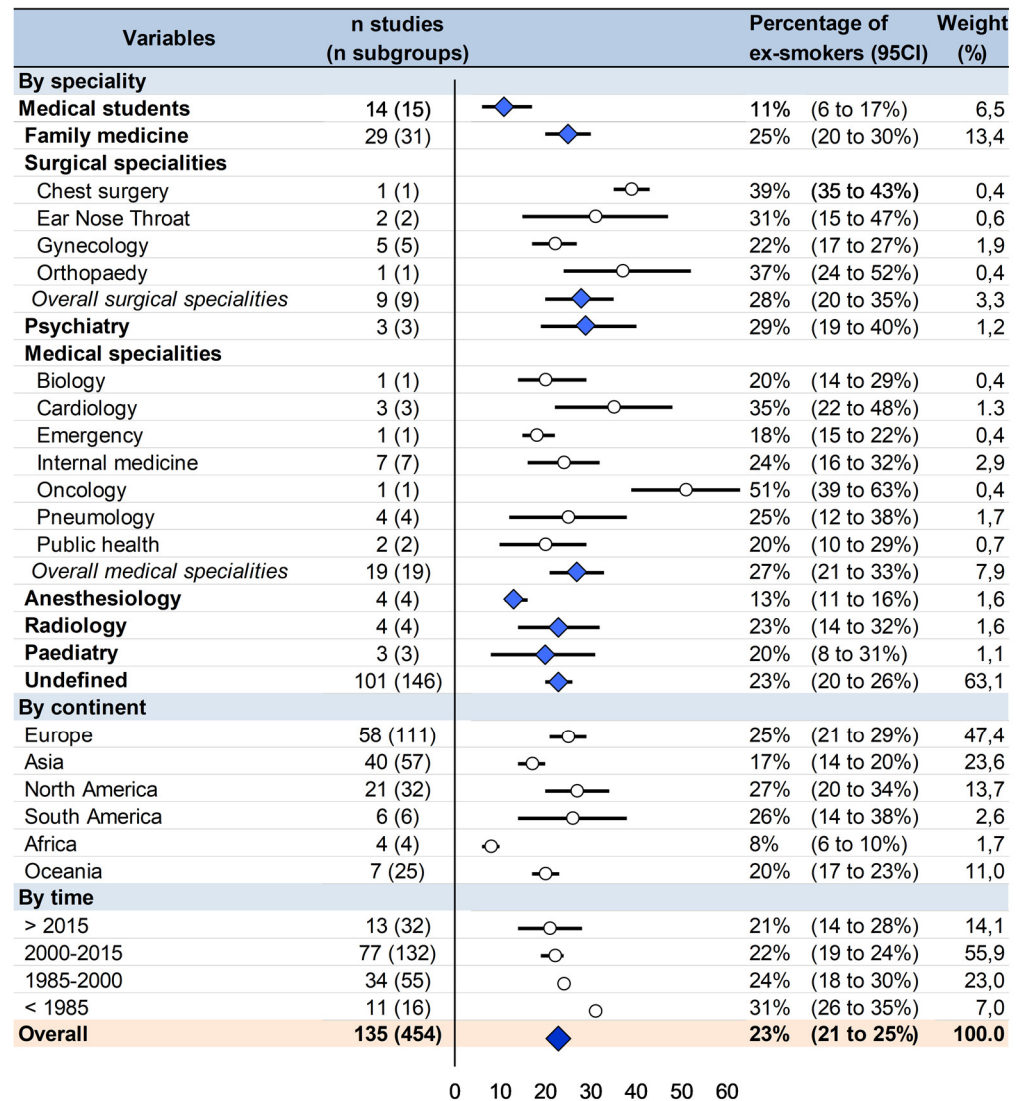 Variables n studies (n subgroups) Percentage of ex-smokers (95CI) Weight (%)
By speciality
Medical students 14 (15) 11% (6 to 17%) 6,5
Family medicine 29 (31) 25% (20 to 30%) 13,4
Surgical specialities
Chest surgery 1 (1) 39% (35 to 43%) 0,4
Ear Nose Throat 2 (2) 31% (15 to 47%) 0,6
Gynecology 5 (5) 22% (17 to 27%) 1,9
Orthopaedy 1 (1) 37% (24 to 52%) 0,4
Overall surgical specialities 9 (9) 28% (20 to 35%) 3,3
Psychiatry 3 (3) 29% (19 to 40%) 1,2
Medical specialities
Biology 1 (1) 20% (14 to 29%) 0,4
Cardiology 3 (3) 35% (22 to 48%) 1.3
Emergency 1 (1) 18% (15 to 22%) 0,4
Internal medicine 7 (7) 24% (16 to 32%) 2,9
Oncology 1 (1) 51% (39 to 63%) 0,4
Pneumology 4 (4) 25% (12 to 38%) 1,7
Public health 2 (2) 20% (10 to 29%) 0,7
Overall medical specialities 19 (19) 27% (21 to 33%) 7,9
Anesthesiology 4 (4) 13% (11 to 16%) 1,6
Radiology 4 (4) 23% (14 to 32%) 1,6
Paediatry 3 (3) 20% (8 to 31%) 1,1
Undefined 101 (146) 23% (20 to 26%) 63,1
By continent
Europe 58 (111) 25% (21 to 29%) 47,4
Asia 40 (57) 17% (14 to 20%) 23,6
North America 21 (32) 27% (20 to 34%) 13,7
South America 6 (6) 26% (14 to 38%) 2,6
Africa 4 (4) 8% (6 to 10%) 1,7
Oceania 7 (25) 20% (17 to 23%) 11,0
By time
> 2015 13 (32) 21% (14 to 28%) 14,1
2000-2015 77 (132) 22% (19 to 24%) 55,9
1985-2000 34 (55) 24% (18 to 30%) 23,0
< 1985 11 (16) 31% (26 to 35%) 7,0
Overall 135 (454) 23% (21 to 25%) 100.0
0 10 20 30 40 50 60